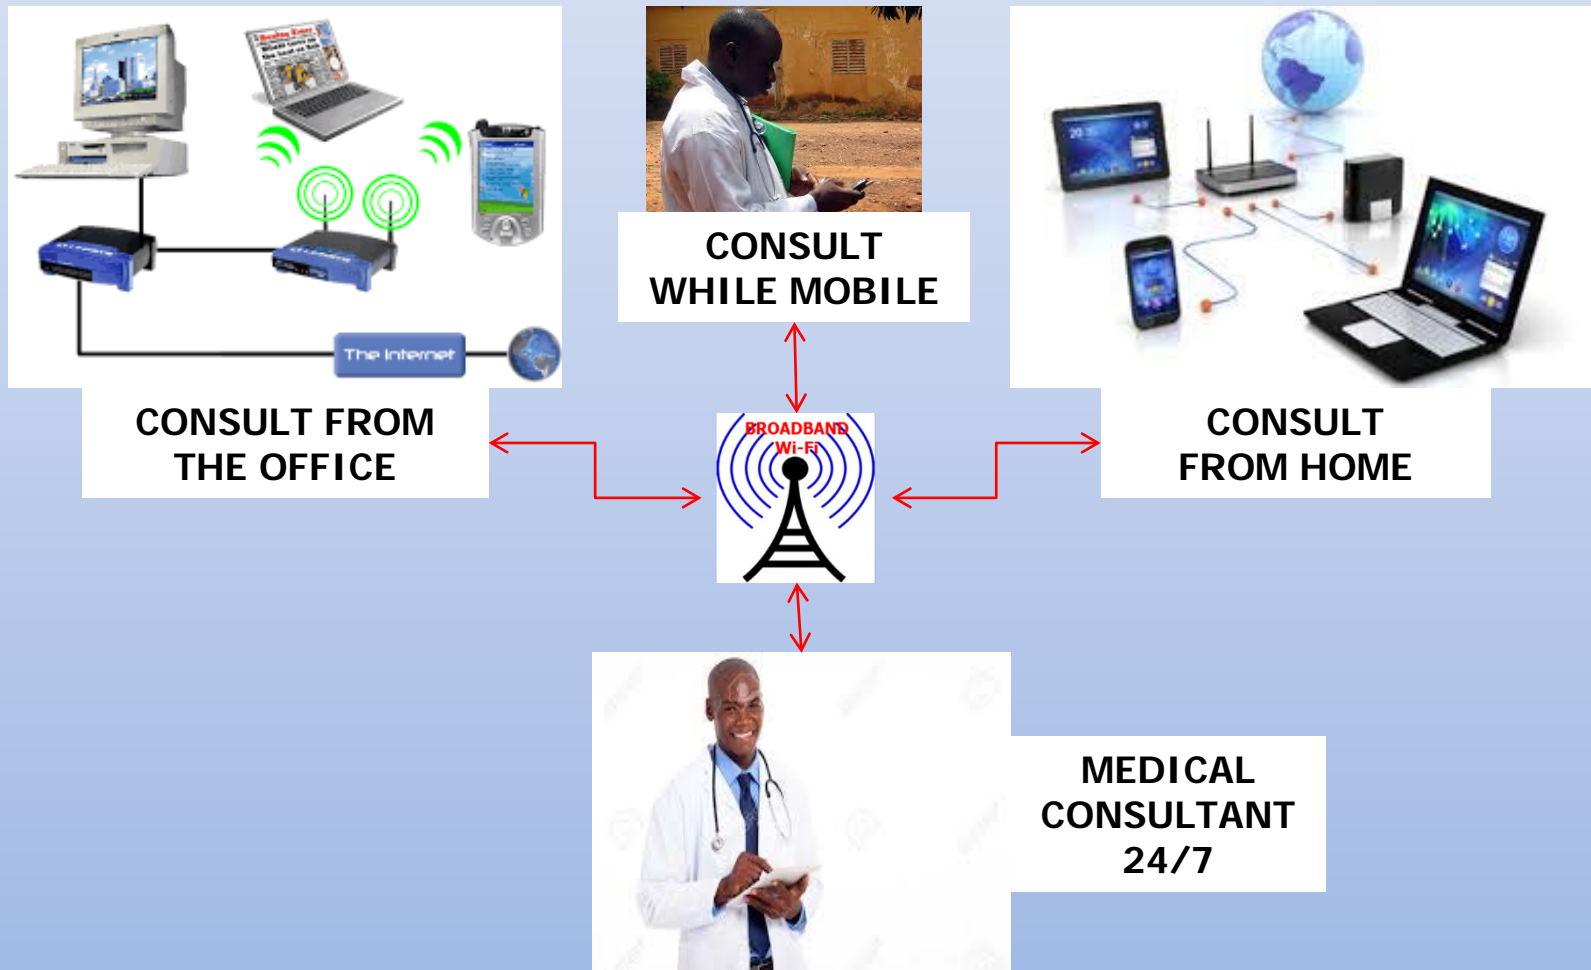 CONSULT
WHILE MOBILE
The Internet
CONSULT FROM
THE OFFICE
BROADBAND
Wi-Fi
CONSULT
FROM HOME
MEDICAL
CONSULTANT
24/7